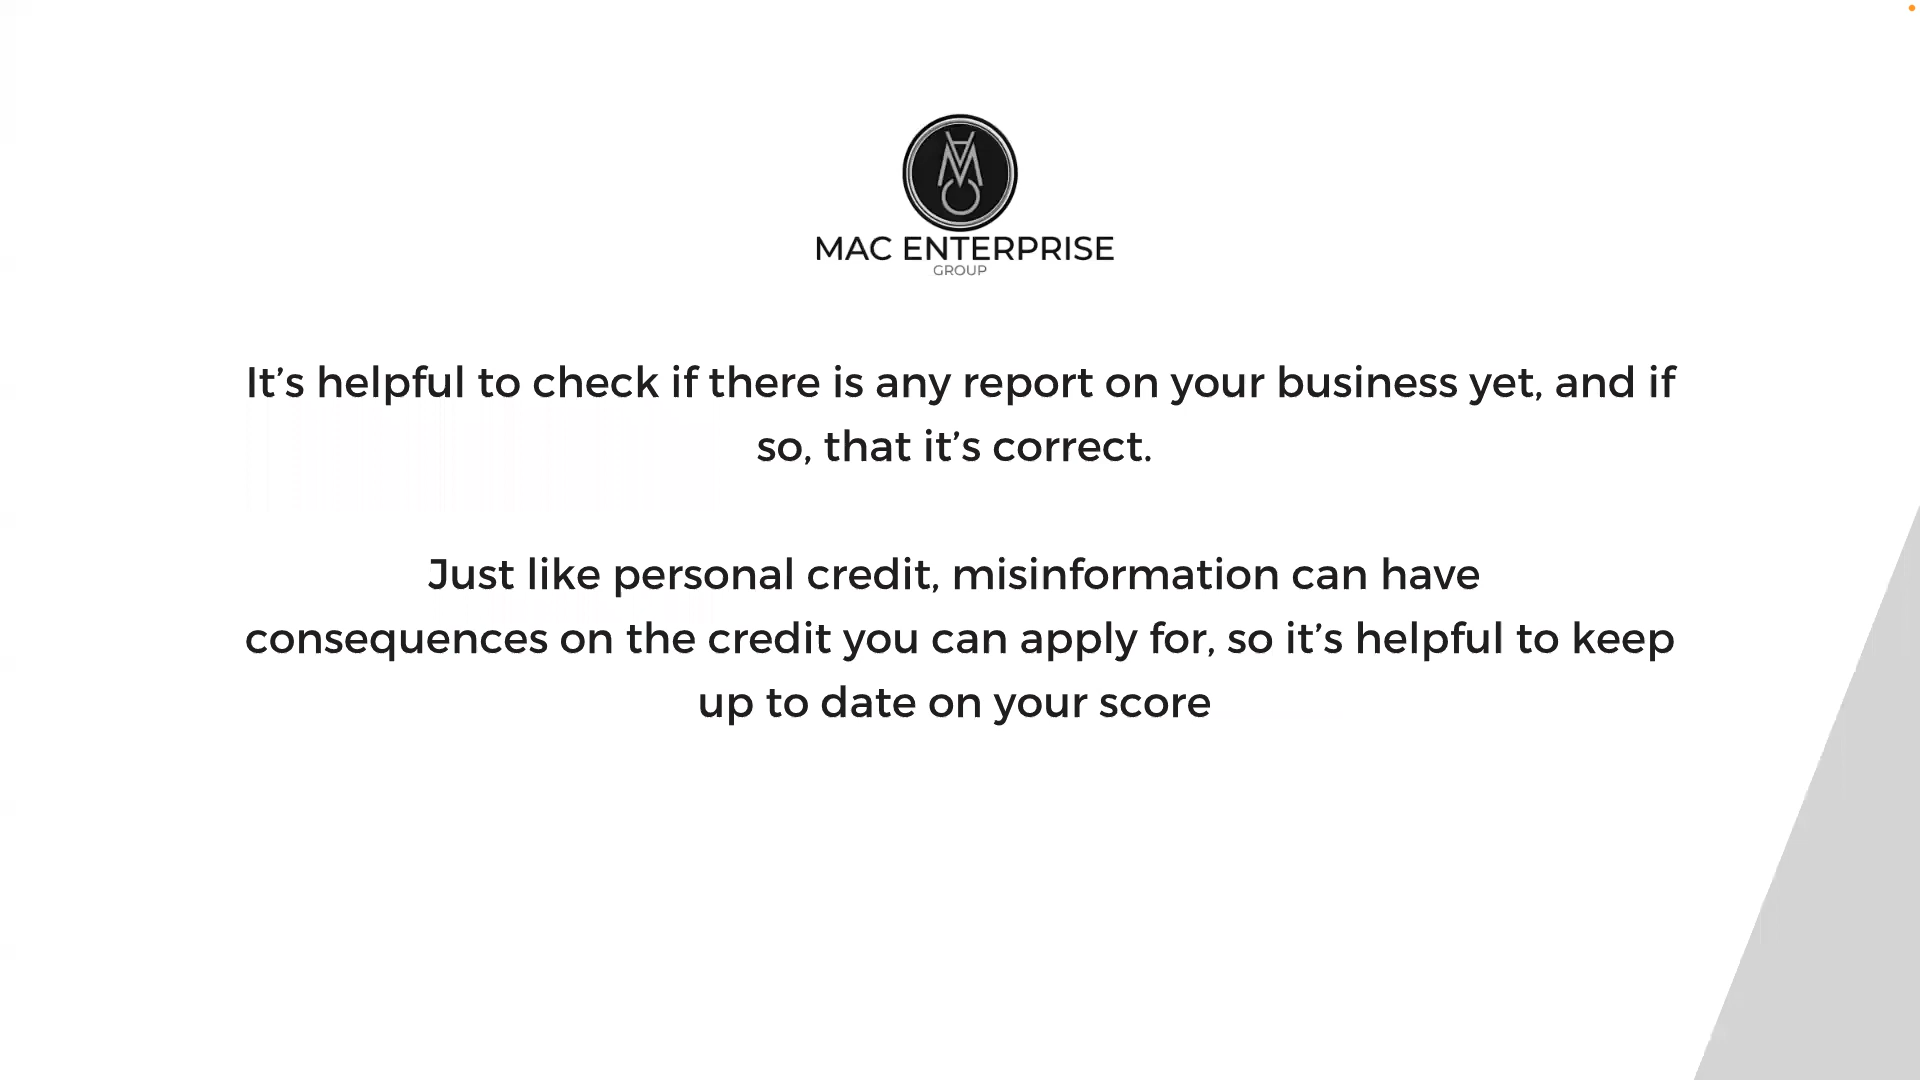 MAC ENTERPRISE
GROUP
It’s helpful to check if there is any report on your business yet, and if
so, that it’s correct.
Just like personal credit, misinformation can have
consequences on the credit you can apply for, so it’s helpful to keep
up to date on your score